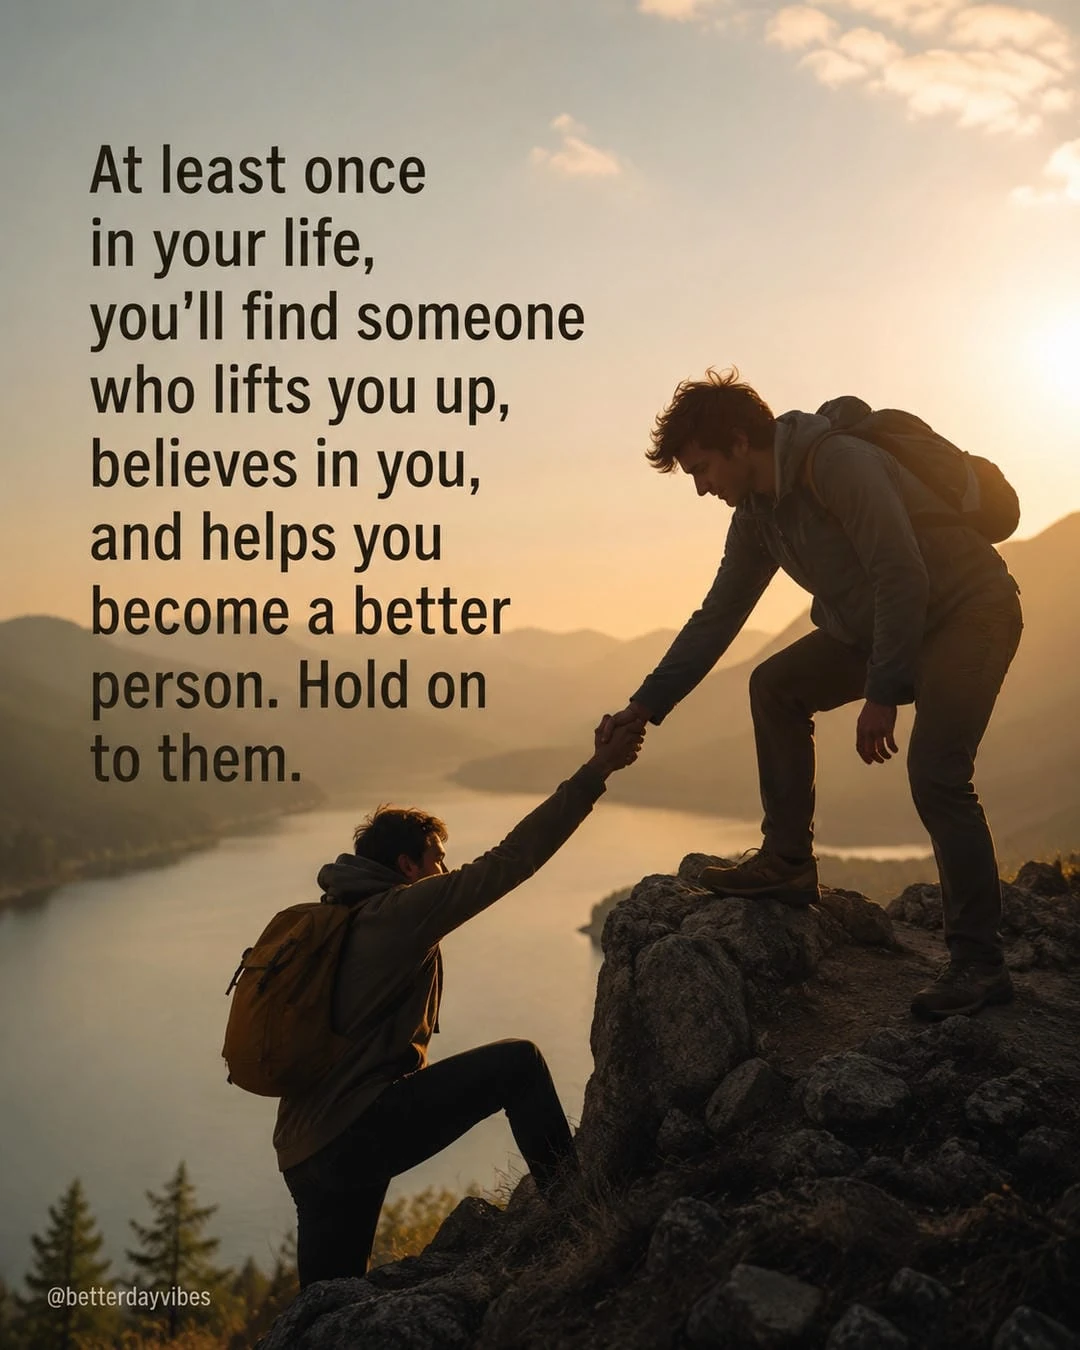 At least once
in your life,
you’ll find someone
who lifts you up,
believes in you,
and helps you
become a better
person. Hold on
to them.
@betterdayvibes